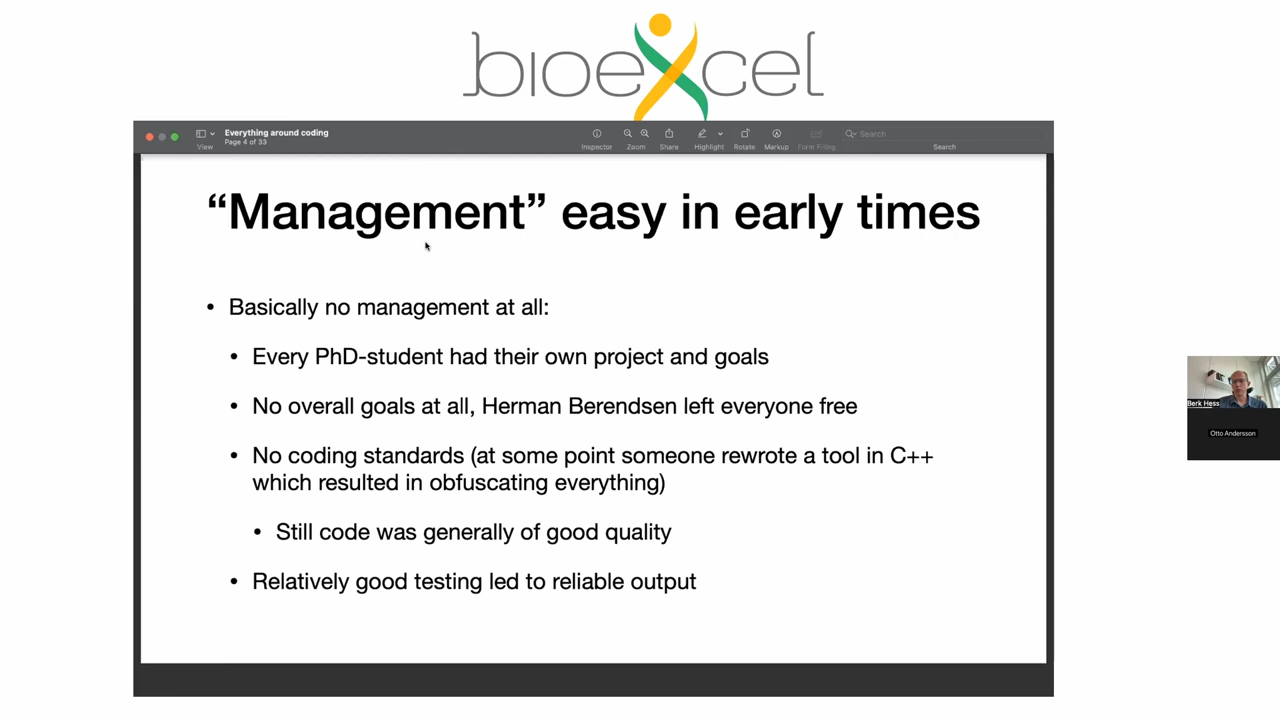 bioexcel
Everything around coding
Page 4 of 33
View
Inspector
Zoom
Share
Highlight
Rotate
Markup
Form Filling
Search
Search
“Management” easy in early times
• Basically no management at all:
• Every PhD-student had their own project and goals
• No overall goals at all, Herman Berendsen left everyone free
• No coding standards (at some point someone rewrote a tool in C++
which resulted in obfuscating everything)
• Still code was generally of good quality
• Relatively good testing led to reliable output
Berk Hess
Otto Andersson